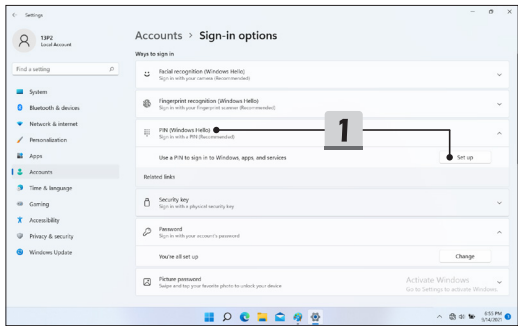 Settings
13P2
Local Account
Find a setting
System
Bluetooth & devices
Network & internet
Personalization
Apps
Accounts
Time & language
Gaming
Accessibility
Privacy & security
Windows Update
Accounts > Sign-in options
Ways to sign in
Facial recognition (Windows Hello)
Sign in with your camera (Recommended)
Fingerprint recognition (Windows Hello)
Sign in with your fingerprint scanner (Recommended)
PIN (Windows Hello)
Sign in with a PIN (Recommended)
1
Use a PIN to sign in to Windows, apps, and services
Set up
Related links
Security key
Sign in with a physical security key
Password
Sign in with your account's password
You're all set up
Change
Picture password
Swipe and tap your favorite photo to unlock your device
Activate Windows
Go to Settings to activate Windows.
6:55 PM
9/14/2021